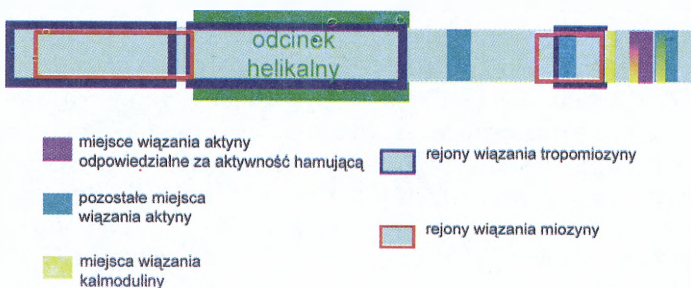 odcinek
helikalny
miejsce wiązania aktyny
odpowiedzialne za aktywność hamującą
pozostałe miejsca
wiązania aktyny
miejsca wiązania
kalmoduliny
rejony wiązania tropomiozyny
rejony wiązania miozyny